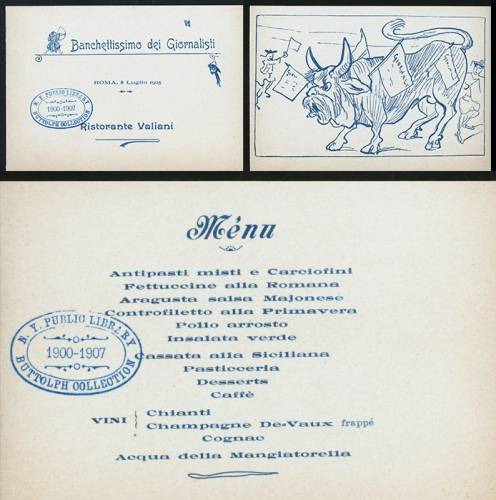 Banchettissimo dei Giornalisti
ROMA, 8 Luglio 1905
N. Y. PUBLIC LIBRARY
1900-1907
BUTTOLPH COLLECTION
Ristorante Valiani
Ménu
Antipasti misti e Carciofini
Fettuccine alla Romana
Aragusta salsa Majonese
Controfiletto alla Primavera
Pollo arrosto
Insalata verde
Cassata alla Siciliana
Pasticceria
Desserts
Caffè
VINI { Chianti
Champagne De-Vaux frappé
Cognac
Acqua della Mangiatorella
N. Y. PUBLIC LIBRARY
1900-1907
BUTTOLPH COLLECTION